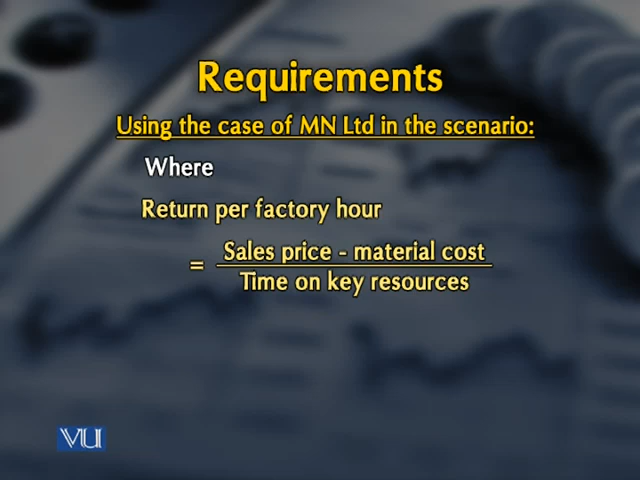 Requirements
Using the case of MN Ltd in the scenario:
Where
Return per factory hour
= Sales price - material cost
Time on key resources
VU